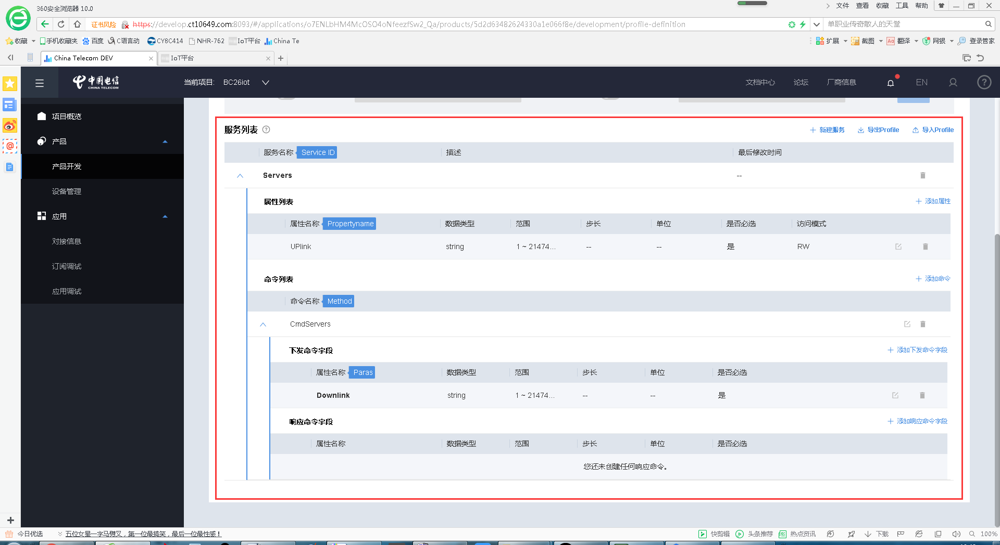 360安全浏览器 10.0
文件 查看 收藏 工具 帮助
证书风险 https://develop.ct10649.com:8093/#/applications/o7ENLbHM4McOSO4oNfeezfSw2_Qa/products/5d2d63482624330a1e066f8e/development/profile-definition
单职业传奇散人的天堂
收藏 手机收藏夹 百度 C语言动 CY8C414 NHR-762 IoT平台 China Te
扩展 截图 翻译 网银 登录管家
China Telecom DEV IoT平台
中国电信 CHINA TELECOM
当前项目: BC26iot
文档中心 论坛 厂商信息 EN
项目概览
产品
产品开发
设备管理
应用
对接信息
订阅调试
应用调试
服务列表
新建服务 导出Profile 导入Profile
服务名称 Service ID 描述 最后修改时间
Servers --
属性列表 添加属性
属性名称 Propertyname 数据类型 范围 步长 单位 是否必选 访问模式
UPlink string 1 ~ 21474... -- -- 是 RW
命令列表 添加命令
命令名称 Method
CmdServers
下发命令字段 添加下发命令字段
属性名称 Paras 数据类型 范围 步长 单位 是否必选
Downlink string 1 ~ 21474... -- -- 是
响应命令字段 添加响应命令字段
属性名称 数据类型 范围 步长 单位 是否必选
您还未创建任何响应命令。
今日优选 五位女星一字马劈叉，第一位最搞笑，最后一位最性感！
快剪辑 头条推荐 热点资讯 下载 100%